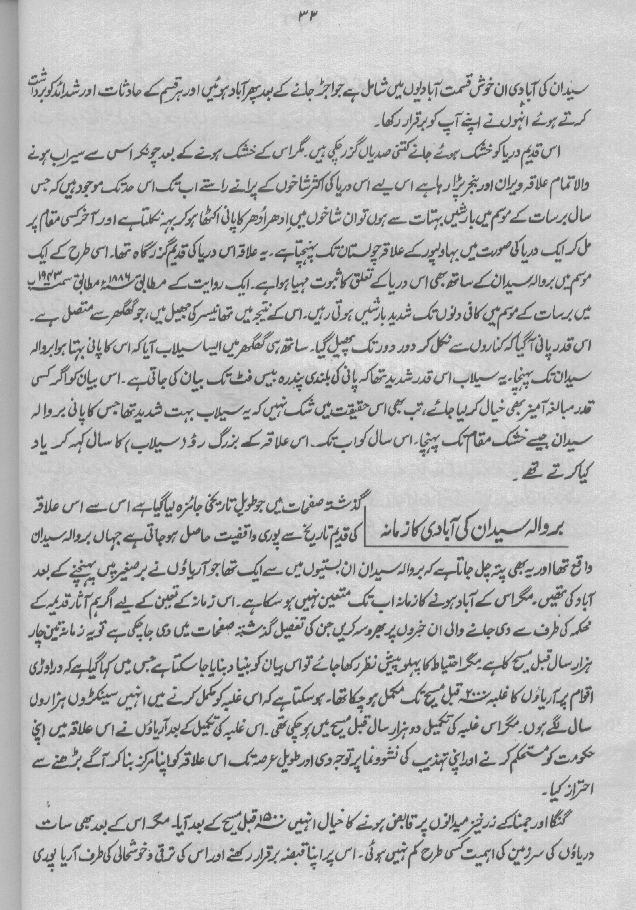 ۳۲
سیدان کی آبادی ان خوش قسمت آبادیوں میں شامل ہے جو اجڑ جانے کے بعد پھر آباد ہوئیں اور ہر قسم کے حادثات اور شدائد کو برداشت
کرتے ہوئے انہوں نے اپنے آپ کو برقرار رکھا۔
اس قدیم دریا کو خشک ہوئے جانے کتنی صدیاں گزر چکی ہیں۔ مگر اس کے خشک ہونے کے بعد چونکہ اس سے سیراب ہونے
والا تمام علاقہ ویران اور بنجر پڑا رہا ہے اس لیے اس دریا کی اکثر شاخوں کے پرانے راستے اب تک اس حد تک موجود ہیں کہ جس
سال برسات کے موسم میں بارشیں بہتات سے ہوں تو ان شاخوں میں ادھر اُدھر کا پانی اکٹھا ہو کر بہہ نکلتا ہے اور آخر کسی مقام پر
مل کر ایک دریا کی صورت میں بہاولپور کے علاقہ چولستان تک پہنچتا ہے۔ یہ علاقہ اس دریا کی قدیم گزرگاہ تھا۔ اسی طرح کے ایک
موسم میں بروالہ سیدان کے ساتھ بھی اس دریا کے تعلق کا ثبوت مہیا ہوا ہے۔ ایک روایت کے مطابق ۱۸۸۶ء مطابق سمت ۱۹۴۳ب
میں برسات کے موسم میں کافی دنوں تک شدید بارشیں ہوتی رہیں۔ اس کے نتیجہ میں تھانیسر کی جھیل میں، جو گھگھر سے متصل ہے۔
اس قدر پانی آگیا کہ کناروں سے نکل کر دور دور تک پھیل گیا۔ ساتھ ہی گھگھر میں ایسا سیلاب آیا کہ اس کا پانی بہتا ہوا بروالہ
سیدان تک پہنچا۔ یہ سیلاب اس قدر شدید تھا کہ پانی کی بلندی پندرہ بیس فٹ تک بیان کی جاتی ہے۔ اس بیان کو اگر کسی
قدر مبالغہ آمیز بھی خیال کر لیا جائے، تب بھی اس حقیقت میں شک نہیں کہ یہ سیلاب بہت شدید تھا جس کا پانی بروالہ
سیدان جیسے خشک مقام تک پہنچا۔ اس سال کو اب تک۔ اس علاقہ کے بزرگ رڈ (سیلاب) کا سال کہہ کر یاد
کیا کرتے تھے۔
بروالہ سیدان کی آبادی کا زمانہ
گذشتہ صفحات میں جو طویل تاریخی جائزہ لیا گیا ہے اس سے اس علاقہ
کی قدیم تاریخ سے پوری واقفیت حاصل ہو جاتی ہے جہاں بروالہ سیدان
واقع تھا اور یہ بھی پتہ چل جاتا ہے کہ بروالہ سیدان ان بستیوں میں سے ایک تھا جو آریاؤں نے برصغیر میں پہنچنے کے بعد
آباد کی تھیں۔ مگر اس کے آباد ہونے کا زمانہ اب تک متعین نہیں ہو سکا ہے۔ اس زمانہ کے تعین کے لیے اگر ہم آثار قدیمہ کے
محکمہ کی طرف سے دی جانے والی ان خبروں پر بھروسہ کریں جن کی تفصیل گذشتہ صفحات میں دی جا چکی ہے تو یہ زمانہ تین چار
ہزار سال قبل مسیح کا ہے۔ مگر احتیاط کا پہلو پیش نظر رکھا جائے تو اس بیان کو بنیاد بنایا جا سکتا ہے جس میں کہا گیا ہے کہ دراوڑی
اقوام پر آریاؤں کا غلبہ ۲۰۰۰ قبل مسیح تک مکمل ہو چکا تھا۔ ہو سکتا ہے کہ اس غلبہ کو مکمل کرنے میں انہیں سینکڑوں ہزاروں
سال لگے ہوں۔ مگر اس غلبہ کی تکمیل دو ہزار سال قبل مسیح میں ہو چکی تھی۔ اس غلبہ کی تکمیل کے بعد آریاؤں نے اس علاقہ میں اپنی
حکومت کو مستحکم کرنے اور اپنی تہذیب کی نشوونما پر توجہ دی اور طویل عرصہ تک اس علاقہ کو اپنا مرکز بنا کر آگے بڑھنے سے
احتراز کیا۔
گنگا اور جمنا کے زرخیز میدانوں پر قابض ہونے کا خیال انہیں ۱۵۰۰ قبل مسیح کے بعد آیا۔ مگر اس کے بعد بھی سات
دریاؤں کی سرزمین کی اہمیت کسی طرح کم نہیں ہوئی۔ اس پر اپنا قبضہ برقرار رکھنے اور اس کی ترقی و خوشحالی کی طرف آریا پوری